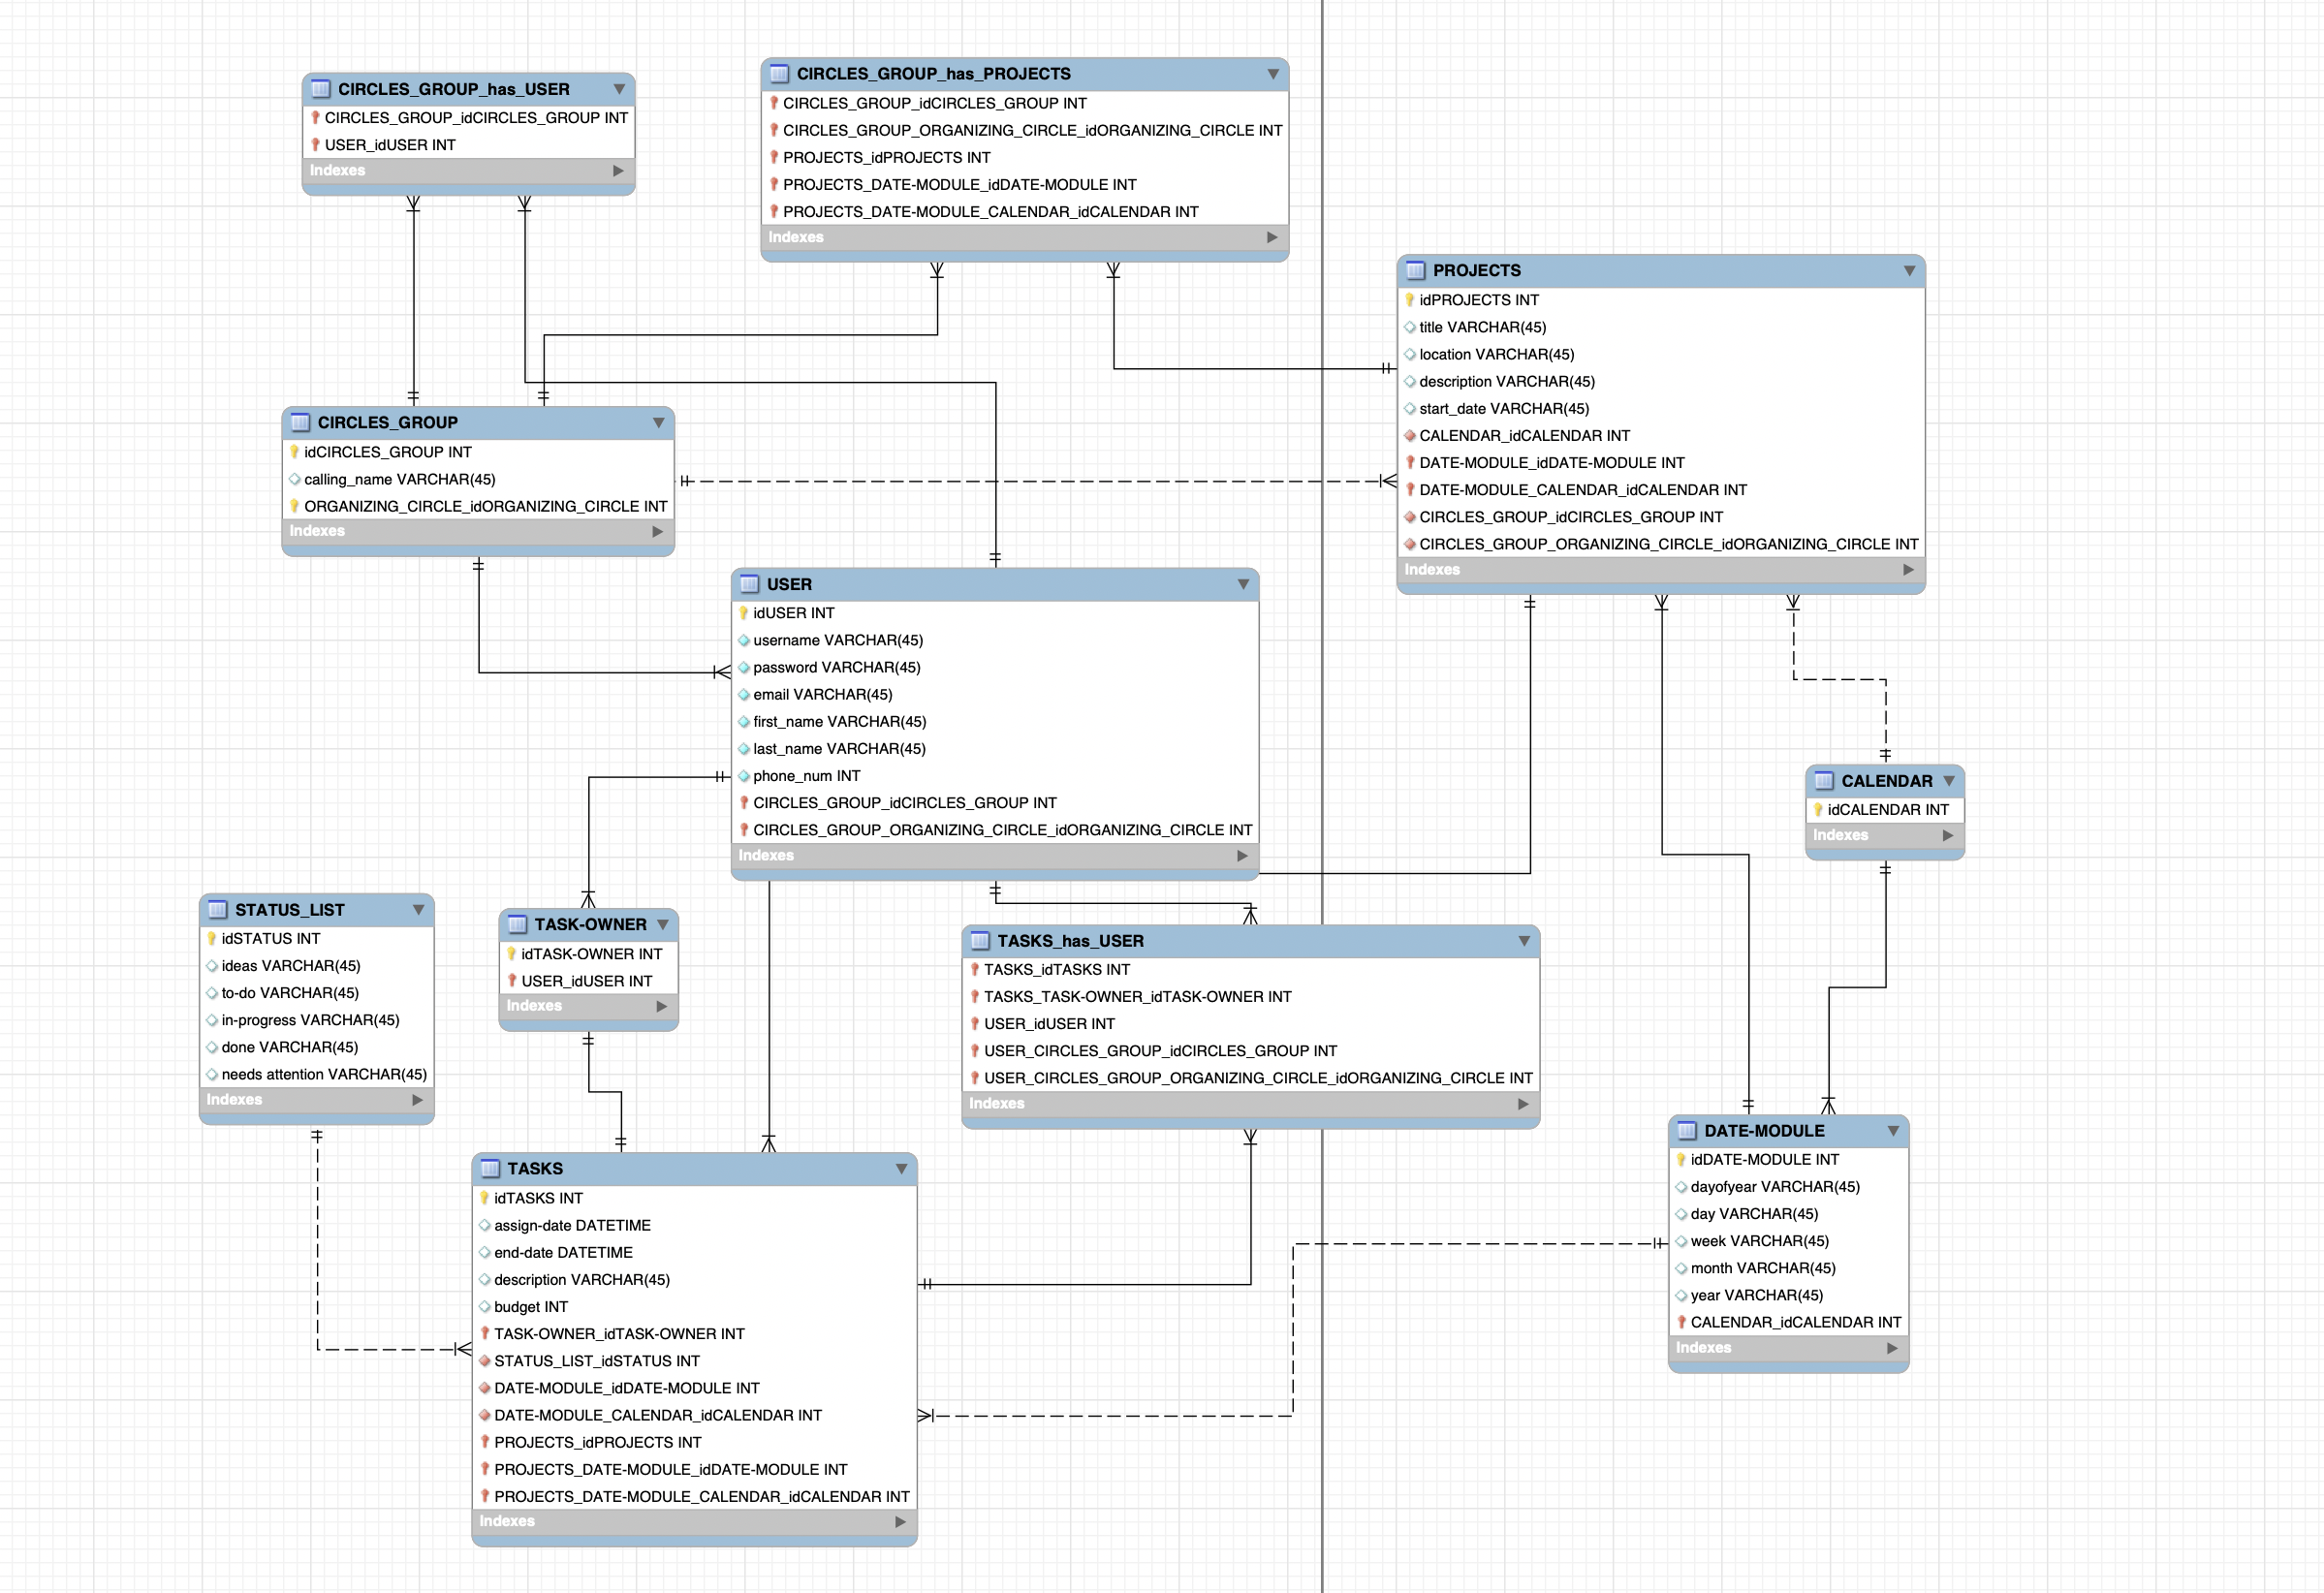 CIRCLES_GROUP_has_USER
CIRCLES_GROUP_idCIRCLES_GROUP INT
USER_idUSER INT
Indexes
CIRCLES_GROUP_has_PROJECTS
CIRCLES_GROUP_idCIRCLES_GROUP INT
CIRCLES_GROUP_ORGANIZING_CIRCLE_idORGANIZING_CIRCLE INT
PROJECTS_idPROJECTS INT
PROJECTS_DATE-MODULE_idDATE-MODULE INT
PROJECTS_DATE-MODULE_CALENDAR_idCALENDAR INT
Indexes
PROJECTS
idPROJECTS INT
title VARCHAR(45)
location VARCHAR(45)
description VARCHAR(45)
start_date VARCHAR(45)
CALENDAR_idCALENDAR INT
DATE-MODULE_idDATE-MODULE INT
DATE-MODULE_CALENDAR_idCALENDAR INT
CIRCLES_GROUP_idCIRCLES_GROUP INT
CIRCLES_GROUP_ORGANIZING_CIRCLE_idORGANIZING_CIRCLE INT
Indexes
CIRCLES_GROUP
idCIRCLES_GROUP INT
calling_name VARCHAR(45)
ORGANIZING_CIRCLE_idORGANIZING_CIRCLE INT
Indexes
USER
idUSER INT
username VARCHAR(45)
password VARCHAR(45)
email VARCHAR(45)
first_name VARCHAR(45)
last_name VARCHAR(45)
phone_num INT
CIRCLES_GROUP_idCIRCLES_GROUP INT
CIRCLES_GROUP_ORGANIZING_CIRCLE_idORGANIZING_CIRCLE INT
Indexes
CALENDAR
idCALENDAR INT
Indexes
STATUS_LIST
idSTATUS INT
ideas VARCHAR(45)
to-do VARCHAR(45)
in-progress VARCHAR(45)
done VARCHAR(45)
needs attention VARCHAR(45)
Indexes
TASK-OWNER
idTASK-OWNER INT
USER_idUSER INT
Indexes
TASKS_has_USER
TASKS_idTASKS INT
TASKS_TASK-OWNER_idTASK-OWNER INT
USER_idUSER INT
USER_CIRCLES_GROUP_idCIRCLES_GROUP INT
USER_CIRCLES_GROUP_ORGANIZING_CIRCLE_idORGANIZING_CIRCLE INT
Indexes
DATE-MODULE
idDATE-MODULE INT
dayofyear VARCHAR(45)
day VARCHAR(45)
week VARCHAR(45)
month VARCHAR(45)
year VARCHAR(45)
CALENDAR_idCALENDAR INT
Indexes
TASKS
idTASKS INT
assign-date DATETIME
end-date DATETIME
description VARCHAR(45)
budget INT
TASK-OWNER_idTASK-OWNER INT
STATUS_LIST_idSTATUS INT
DATE-MODULE_idDATE-MODULE INT
DATE-MODULE_CALENDAR_idCALENDAR INT
PROJECTS_idPROJECTS INT
PROJECTS_DATE-MODULE_idDATE-MODULE INT
PROJECTS_DATE-MODULE_CALENDAR_idCALENDAR INT
Indexes